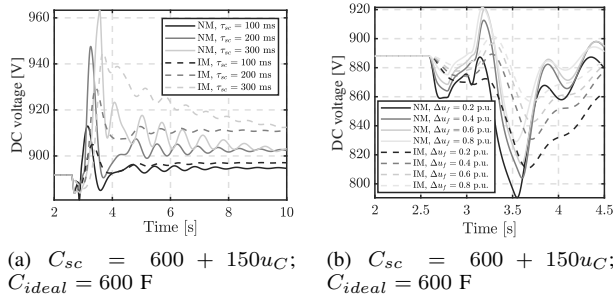 960
940
920
900
DC voltage [V]
NM, τsc = 100 ms
NM, τsc = 200 ms
NM, τsc = 300 ms
IM, τsc = 100 ms
IM, τsc = 200 ms
IM, τsc = 300 ms
2 4 6 8 10
Time [s]
(a) Csc = 600 + 150uC;
Cideal = 600 F
920
900
880
860
840
820
800
DC voltage [V]
NM, Δuf = 0.2 p.u.
NM, Δuf = 0.4 p.u.
NM, Δuf = 0.6 p.u.
NM, Δuf = 0.8 p.u.
IM, Δuf = 0.2 p.u.
IM, Δuf = 0.4 p.u.
IM, Δuf = 0.6 p.u.
IM, Δuf = 0.8 p.u.
2 2.5 3 3.5 4 4.5
Time [s]
(b) Csc = 600 + 150uC;
Cideal = 600 F